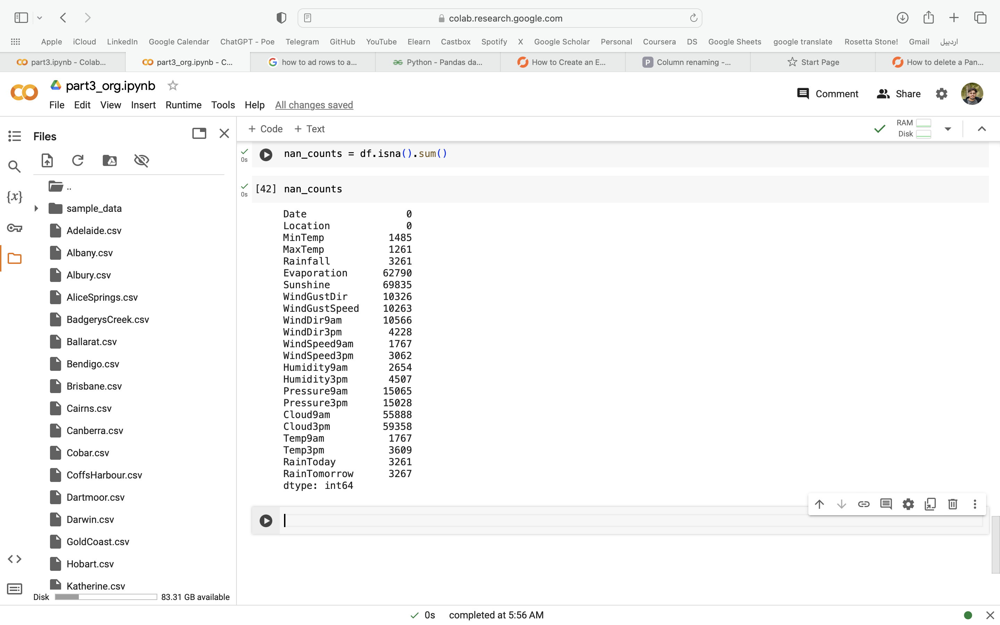 colab.research.google.com
Apple iCloud LinkedIn Google Calendar ChatGPT - Poe Telegram GitHub YouTube Elearn Castbox Spotify X Google Scholar Personal Coursera DS Google Sheets google translate Rosetta Stone! Gmail اردبیل
part3.ipynb - Colab... part3_org.ipynb - C... how to ad rows to a... Python - Pandas da... How to Create an E... Column renaming -... Start Page How to delete a Pan...
part3_org.ipynb
Comment Share
File Edit View Insert Runtime Tools Help All changes saved
Files
+ Code + Text
RAM
Disk
0s nan_counts = df.isna().sum()
..
0s [42] nan_counts
sample_data
Adelaide.csv
Albany.csv
Albury.csv
AliceSprings.csv
BadgerysCreek.csv
Ballarat.csv
Bendigo.csv
Brisbane.csv
Cairns.csv
Canberra.csv
Cobar.csv
CoffsHarbour.csv
Dartmoor.csv
Darwin.csv
GoldCoast.csv
Hobart.csv
Katherine.csv
Disk 83.31 GB available
Date 0
Location 0
MinTemp 1485
MaxTemp 1261
Rainfall 3261
Evaporation 62790
Sunshine 69835
WindGustDir 10326
WindGustSpeed 10263
WindDir9am 10566
WindDir3pm 4228
WindSpeed9am 1767
WindSpeed3pm 3062
Humidity9am 2654
Humidity3pm 4507
Pressure9am 15065
Pressure3pm 15028
Cloud9am 55888
Cloud3pm 59358
Temp9am 1767
Temp3pm 3609
RainToday 3261
RainTomorrow 3267
dtype: int64
0s completed at 5:56 AM